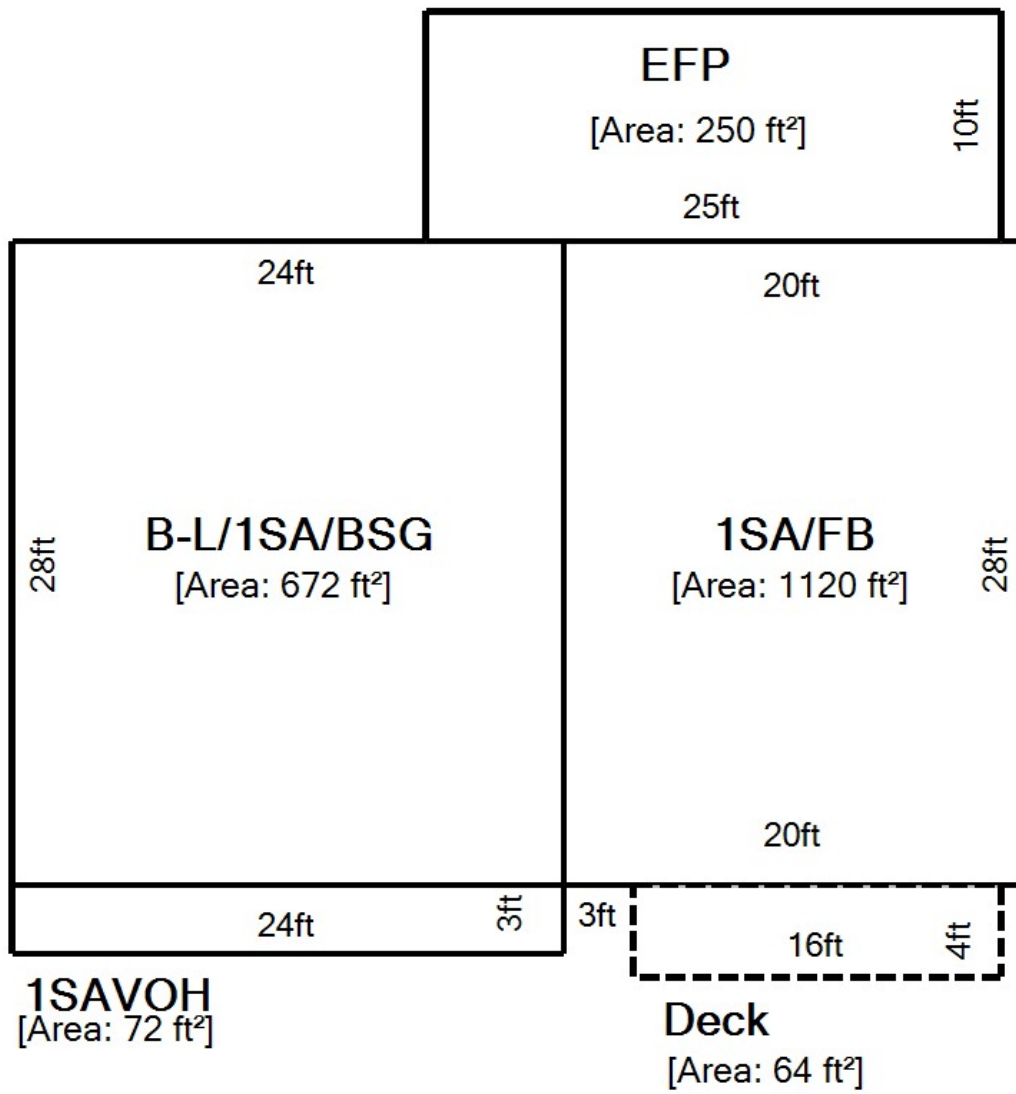 EFP
[Area: 250 ft²]
10ft
25ft
24ft
20ft
B-L/1SA/BSG
[Area: 672 ft²]
28ft
1SA/FB
[Area: 1120 ft²]
28ft
20ft
24ft
3ft
3ft
16ft
4ft
1SAVOH
[Area: 72 ft²]
Deck
[Area: 64 ft²]